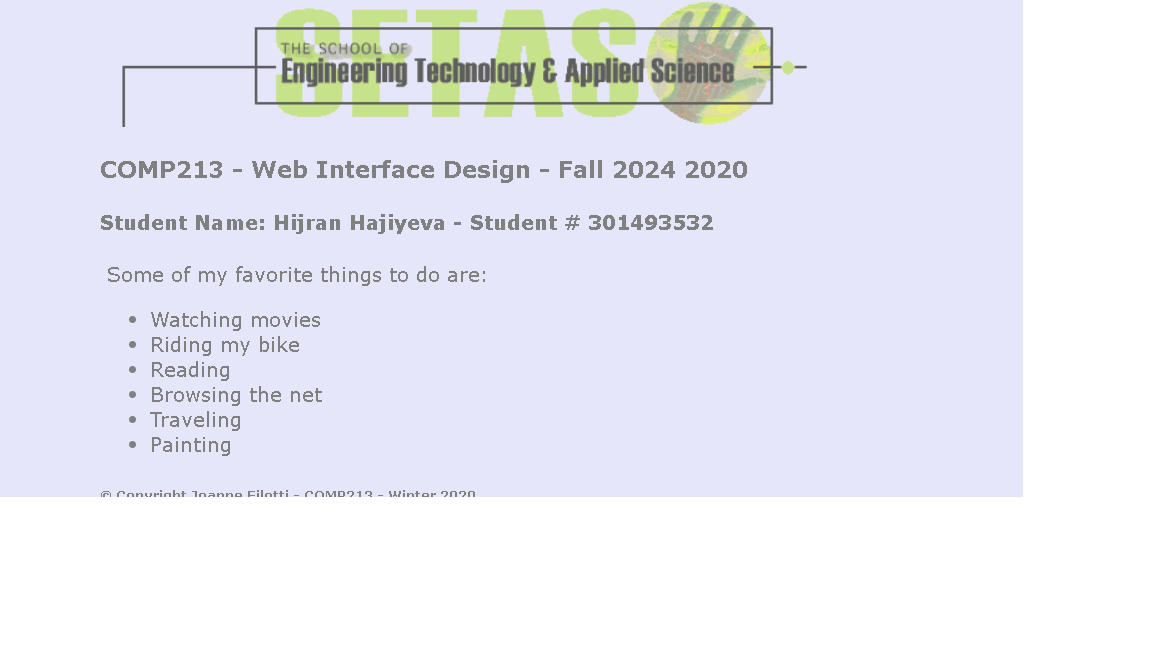 SETAS
THE SCHOOL OF
Engineering Technology & Applied Science
COMP213 - Web Interface Design - Fall 2024 2020
Student Name: Hijran Hajiyeva - Student # 301493532
Some of my favorite things to do are:
• Watching movies
• Riding my bike
• Reading
• Browsing the net
• Traveling
• Painting
© Copyright Joanne Filotti - COMP213 - Winter 2020